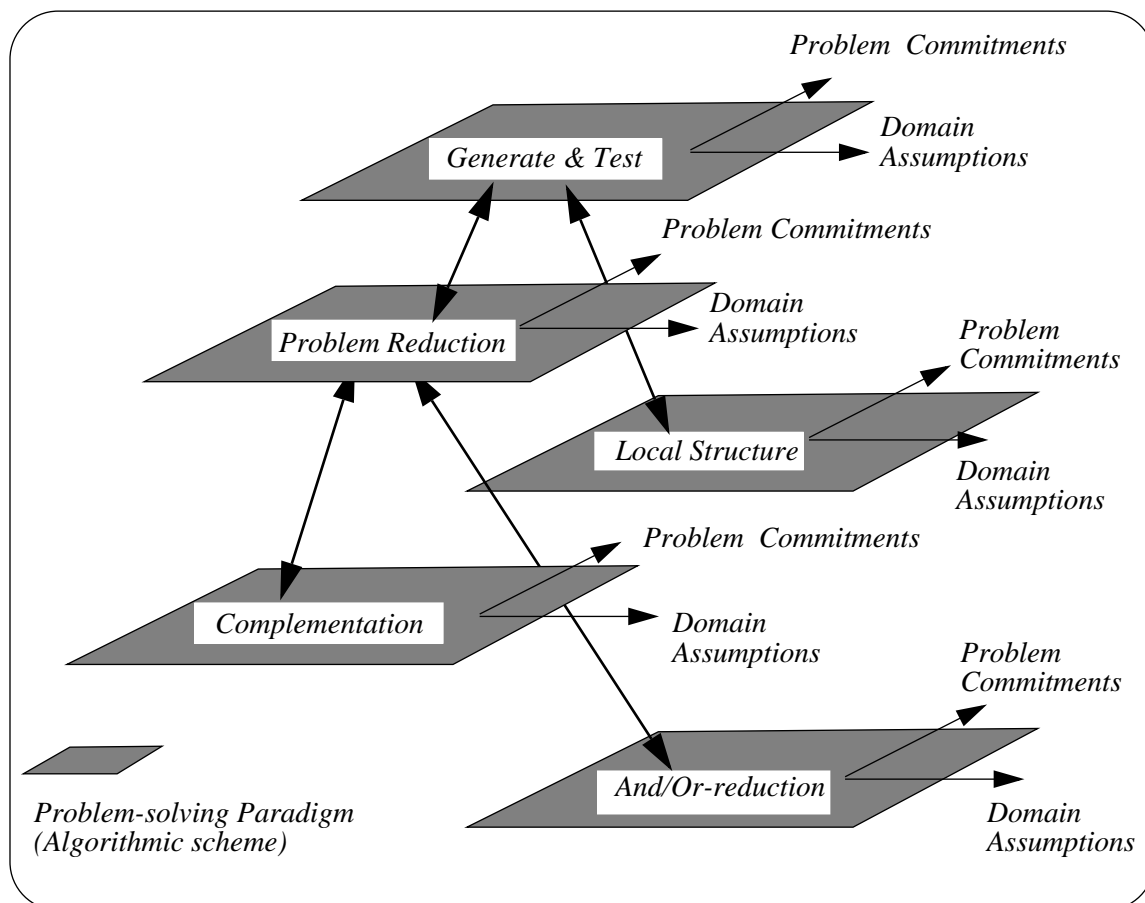 Problem Commitments
Domain
Assumptions
Generate & Test
Problem Commitments
Domain
Assumptions
Problem Reduction
Problem
Commitments
Local Structure
Domain
Assumptions
Problem Commitments
Complementation
Domain
Assumptions
Problem
Commitments
And/Or-reduction
Domain
Assumptions
Problem-solving Paradigm
(Algorithmic scheme)